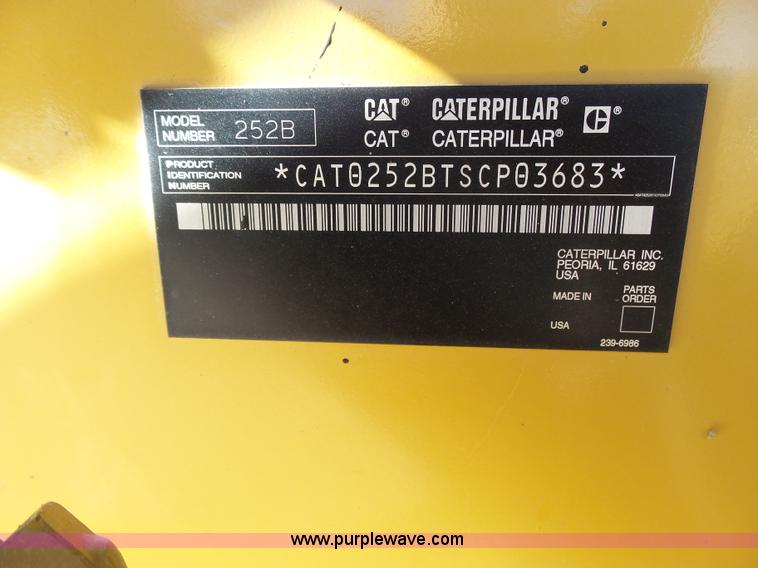 MODEL NUMBER 252B
CAT® CATERPILLAR® ®
CAT® CATERPILLAR®
PRODUCT IDENTIFICATION NUMBER *CAT0252BTSCP03683*
CATERPILLAR INC.
PEORIA, IL 61629
USA
MADE IN
PARTS ORDER
USA
239-6986
www.purplewave.com